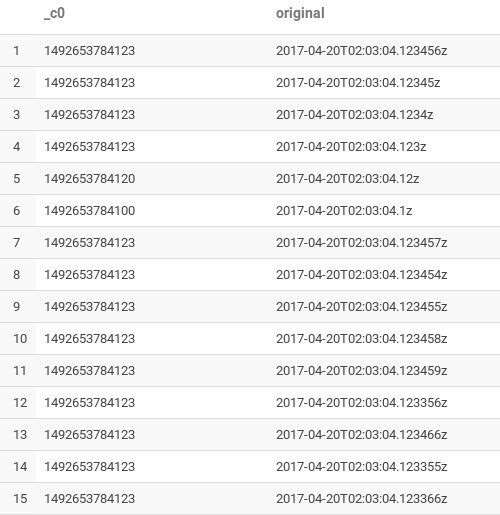 _c0 original
1 1492653784123 2017-04-20T02:03:04.123456z
2 1492653784123 2017-04-20T02:03:04.12345z
3 1492653784123 2017-04-20T02:03:04.1234z
4 1492653784123 2017-04-20T02:03:04.123z
5 1492653784120 2017-04-20T02:03:04.12z
6 1492653784100 2017-04-20T02:03:04.1z
7 1492653784123 2017-04-20T02:03:04.123457z
8 1492653784123 2017-04-20T02:03:04.123454z
9 1492653784123 2017-04-20T02:03:04.123455z
10 1492653784123 2017-04-20T02:03:04.123458z
11 1492653784123 2017-04-20T02:03:04.123459z
12 1492653784123 2017-04-20T02:03:04.123356z
13 1492653784123 2017-04-20T02:03:04.123466z
14 1492653784123 2017-04-20T02:03:04.123355z
15 1492653784123 2017-04-20T02:03:04.123366z